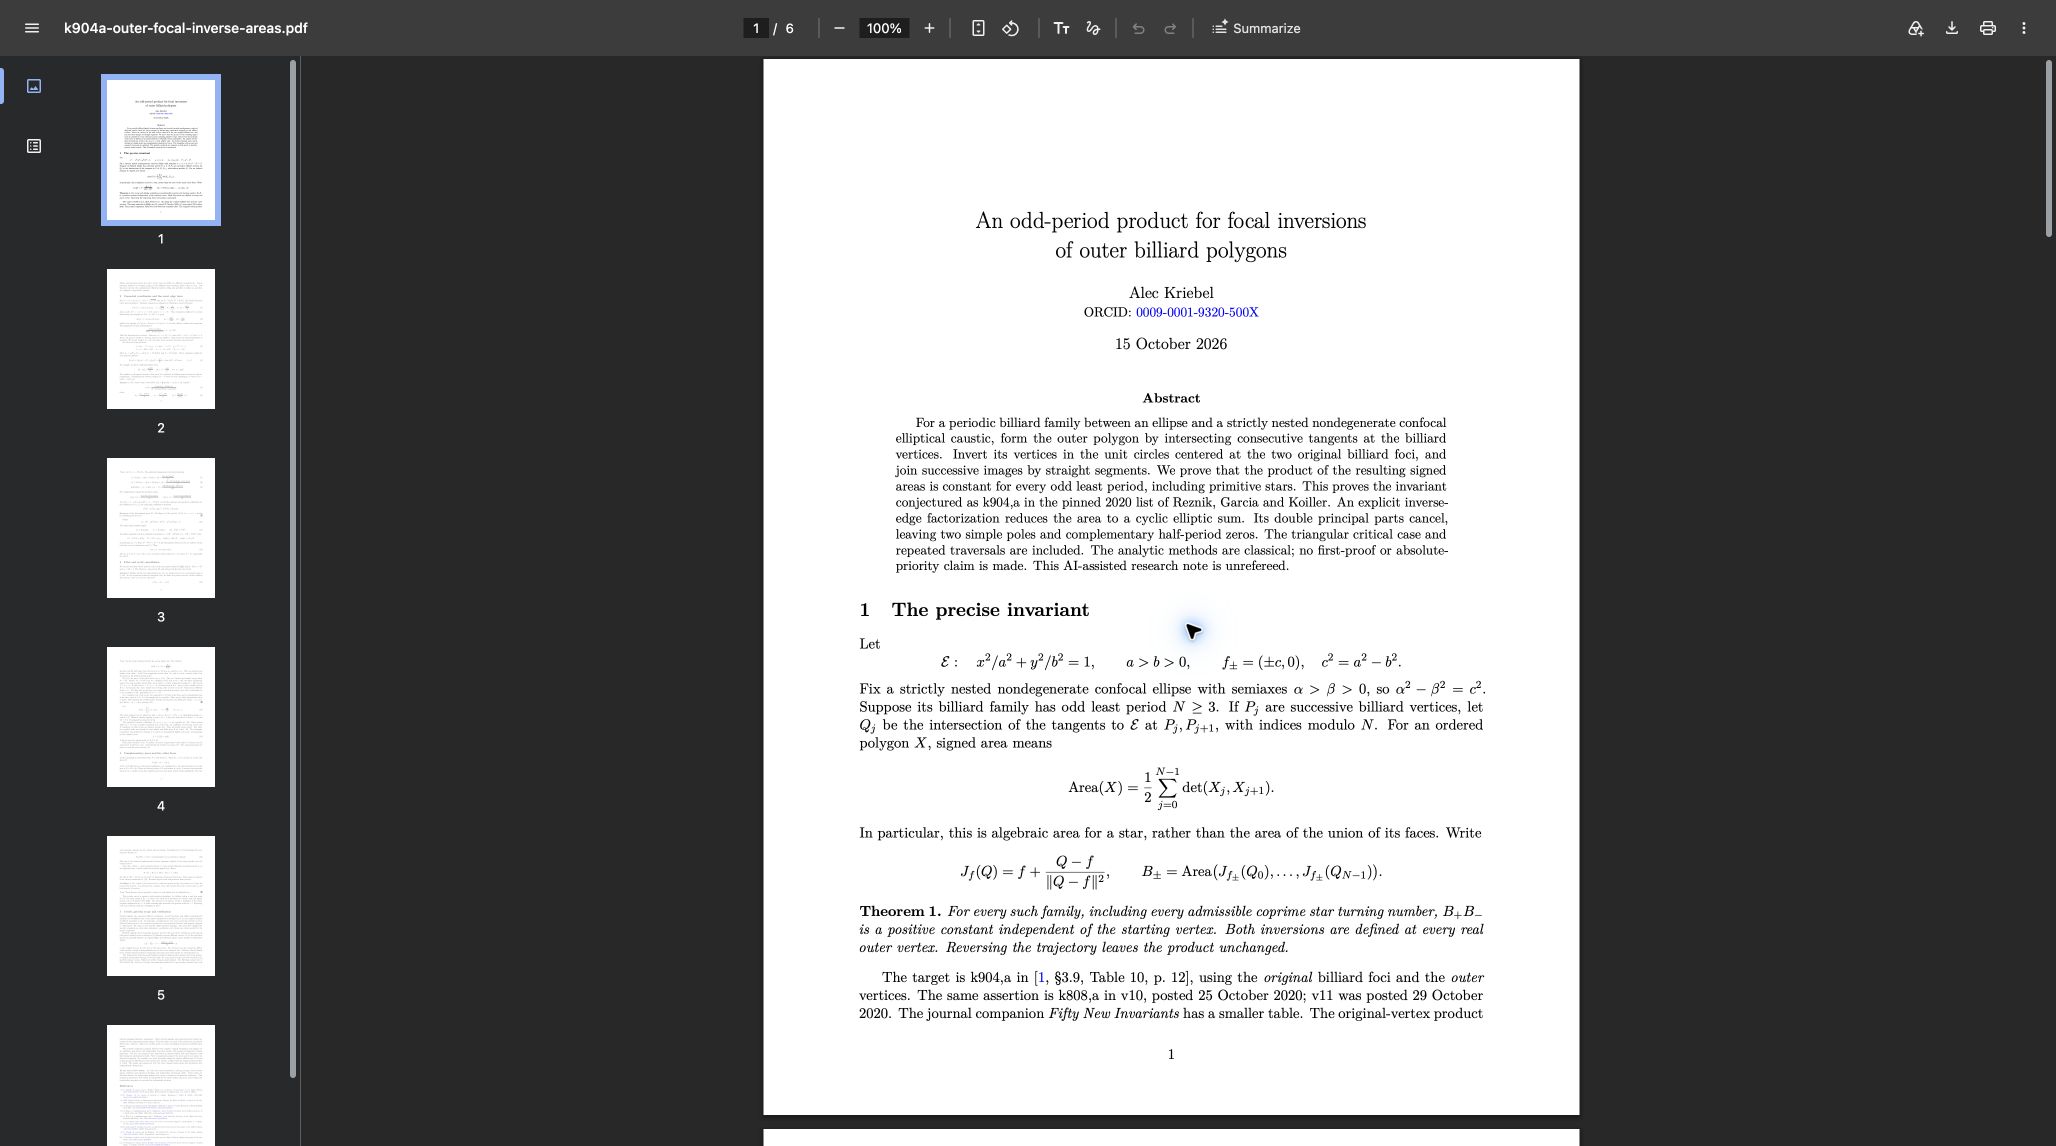 k904a-outer-focal-inverse-areas.pdf
1 / 6
100%
Summarize
1
2
3
4
5
An odd-period product for focal inversions
of outer billiard polygons
Alec Kriebel
ORCID: 0009-0001-9320-500X
15 October 2026
Abstract
For a periodic billiard family between an ellipse and a strictly nested nondegenerate confocal
elliptical caustic, form the outer polygon by intersecting consecutive tangents at the billiard
vertices. Invert its vertices in the unit circles centered at the two original billiard foci, and
join successive images by straight segments. We prove that the product of the resulting signed
areas is constant for every odd least period, including primitive stars. This proves the invariant
conjectured as k904,a in the pinned 2020 list of Reznik, Garcia and Koiller. An explicit inverse-
edge factorization reduces the area to a cyclic elliptic sum. Its double principal parts cancel,
leaving two simple poles and complementary half-period zeros. The triangular critical case and
repeated traversals are included. The analytic methods are classical; no first-proof or absolute-
priority claim is made. This AI-assisted research note is unrefereed.
1 The precise invariant
Let
ℰ : x²/a² + y²/b² = 1, a > b > 0, f± = (±c, 0), c² = a² − b².
Fix a strictly nested nondegenerate confocal ellipse with semiaxes α > β > 0, so α² − β² = c².
Suppose its billiard family has odd least period N ≥ 3. If Pⱼ are successive billiard vertices, let
Qⱼ be the intersection of the tangents to ℰ at Pⱼ, Pⱼ₊₁, with indices modulo N. For an ordered
polygon X, signed area means
Area(X) = 1/2 ∑_{j=0}^{N−1} det(Xⱼ, Xⱼ₊₁).
In particular, this is algebraic area for a star, rather than the area of the union of its faces. Write
J_f(Q) = f + (Q − f)/‖Q − f‖², B± = Area(J_{f±}(Q₀), . . . , J_{f±}(Q_{N−1})).
Theorem 1. For every such family, including every admissible coprime star turning number, B₊B₋
is a positive constant independent of the starting vertex. Both inversions are defined at every real
outer vertex. Reversing the trajectory leaves the product unchanged.
The target is k904,a in [1, §3.9, Table 10, p. 12], using the original billiard foci and the outer
vertices. The same assertion is k808,a in v10, posted 25 October 2020; v11 was posted 29 October
2020. The journal companion Fifty New Invariants has a smaller table. The original-vertex product
1